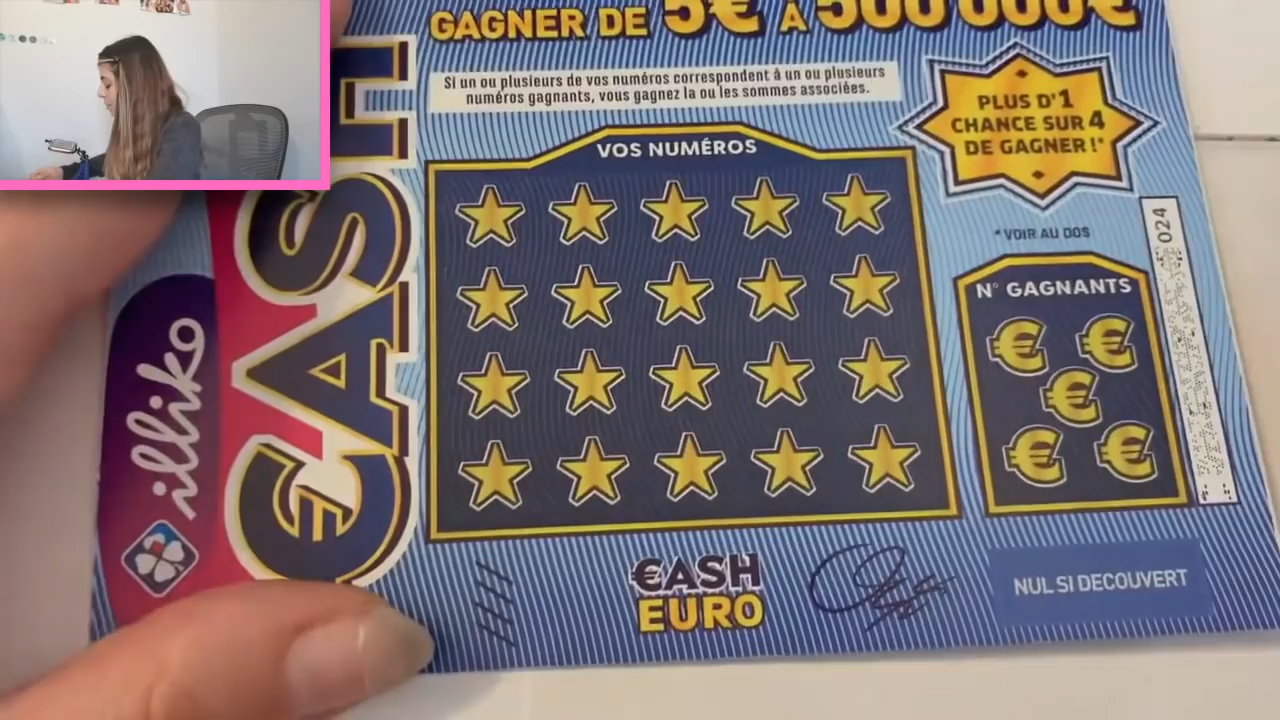 GAGNER DE 5€ À 500 000€
Si un ou plusieurs de vos numéros correspondent à un ou plusieurs
numéros gagnants, vous gagnez la ou les sommes associées.
PLUS D'1
CHANCE SUR 4
DE GAGNER !*
* VOIR AU DOS
VOS NUMÉROS
N° GAGNANTS
€ €
€
€ €
024
illiko
€ASH
€ASH
EURO
NUL SI DECOUVERT